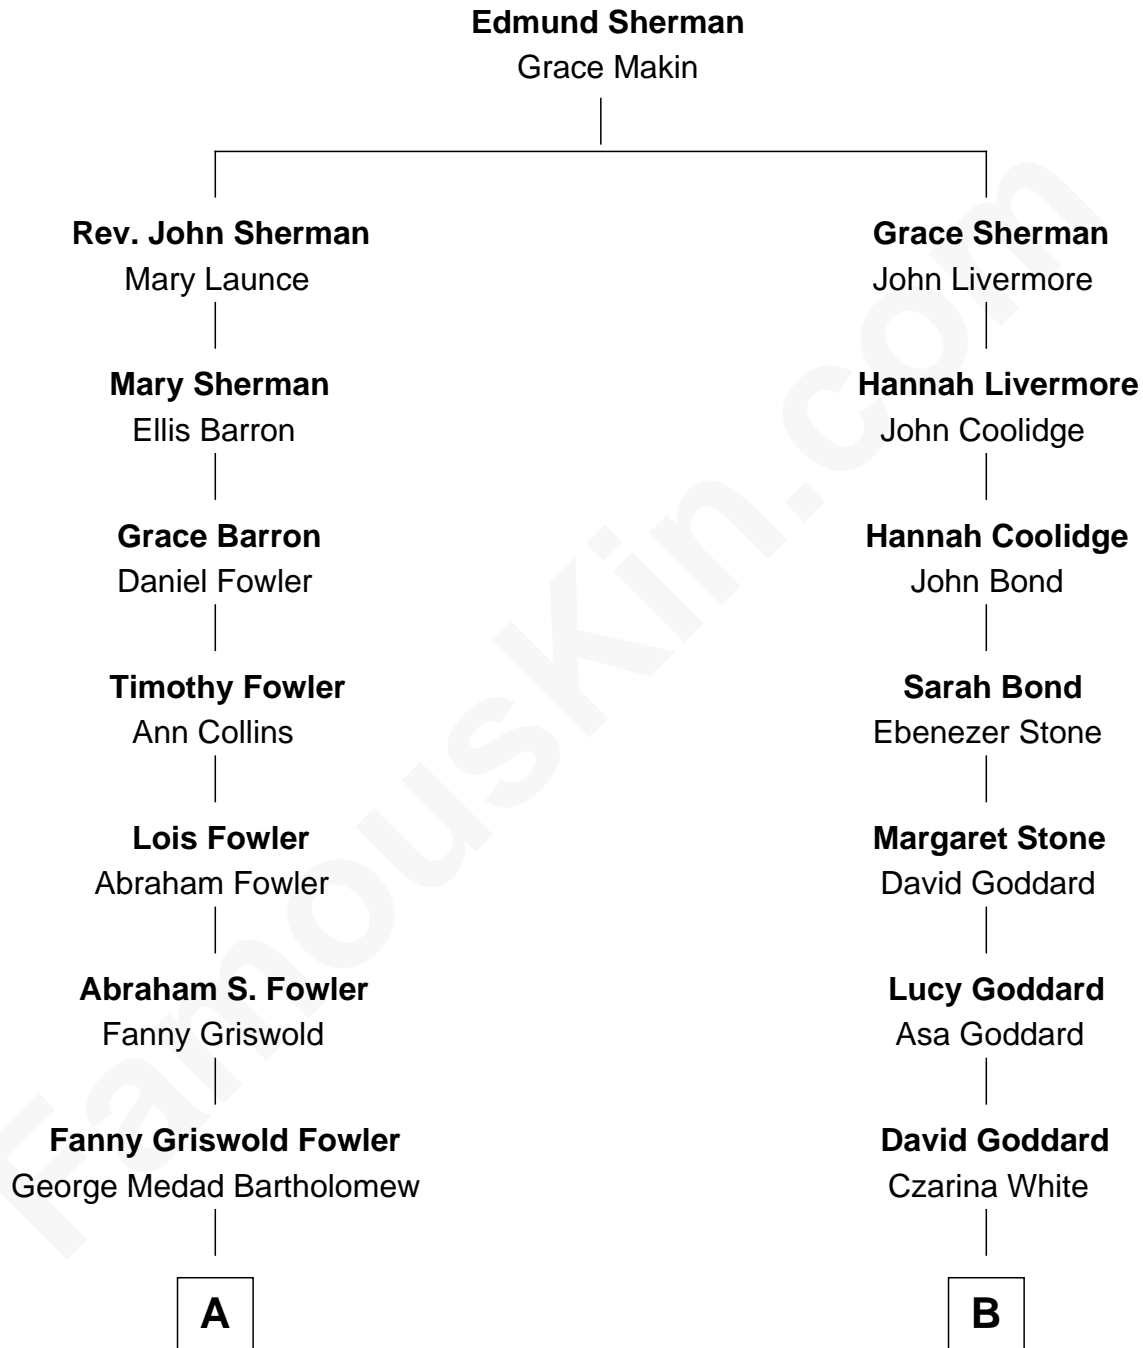 Edmund Sherman
Grace Makin
Rev. John Sherman
Mary Launce
Grace Sherman
John Livermore
Mary Sherman
Ellis Barron
Hannah Livermore
John Coolidge
Grace Barron
Daniel Fowler
Hannah Coolidge
John Bond
Timothy Fowler
Ann Collins
Sarah Bond
Ebenezer Stone
Lois Fowler
Abraham Fowler
Margaret Stone
David Goddard
Abraham S. Fowler
Fanny Griswold
Lucy Goddard
Asa Goddard
Fanny Griswold Fowler
George Medad Bartholomew
David Goddard
Czarina White
A
B
FamousKin.com